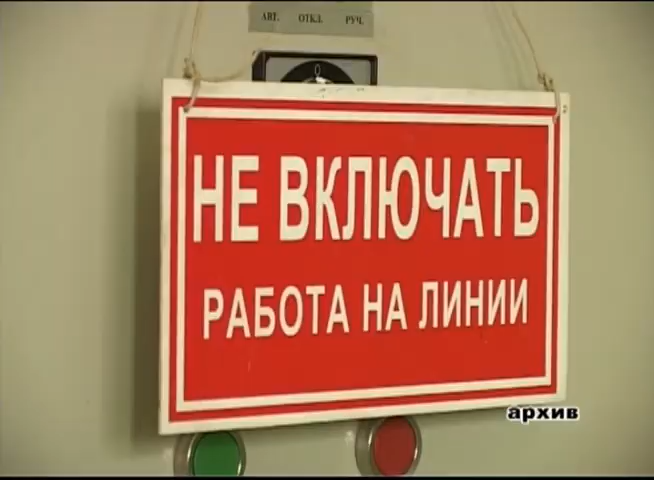 АВТ. ОТКЛ. РУЧ.
0
НЕ ВКЛЮЧАТЬ
РАБОТА НА ЛИНИИ
архив